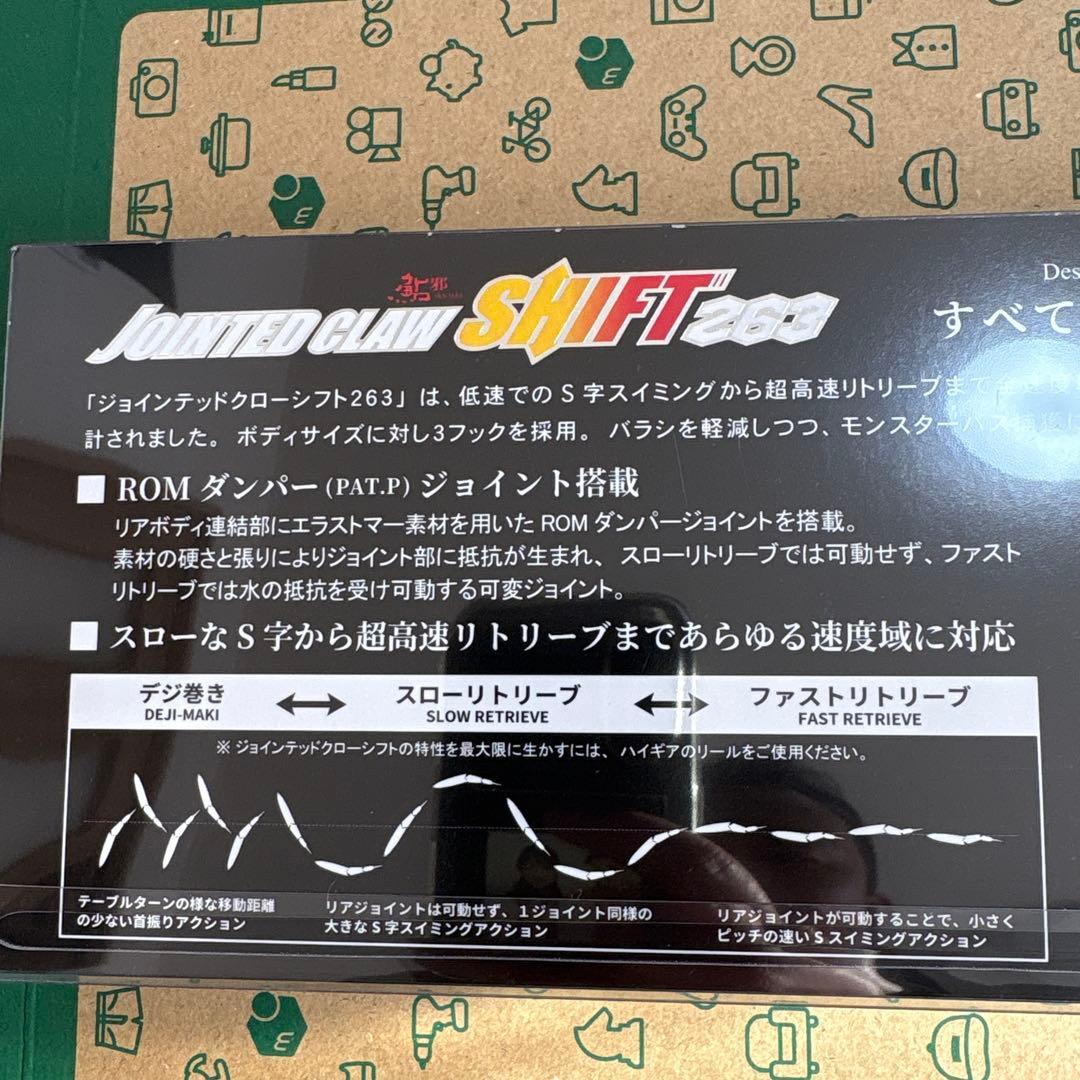 鮎邪
JOINTED CLAW SHIFT 263
Des
すべて
「ジョインテッドクローシフト263」は、低速でのS字スイミングから超高速リトリーブまで
計されました。ボディサイズに対し3フックを採用。バラシを軽減しつつ、モンスターバス捕獲に
■ ROM ダンパー(PAT.P) ジョイント搭載
リアボディ連結部にエラストマー素材を用いた ROM ダンパージョイントを搭載。
素材の硬さと張りによりジョイント部に抵抗が生まれ、スローリトリーブでは可動せず、ファスト
リトリーブでは水の抵抗を受け可動する可変ジョイント。
■ スローなS字から超高速リトリーブまであらゆる速度域に対応
デジ巻き スローリトリーブ ファストリトリーブ
DEJI-MAKI SLOW RETRIEVE FAST RETRIEVE
※ ジョインテッドクローシフトの特性を最大限に生かすには、ハイギアのリールをご使用ください。
テーブルターンの様な移動距離
の少ない首振りアクション
リアジョイントは可動せず、1ジョイント同様の
大きなS字スイミングアクション
リアジョイントが可動することで、小さく
ピッチの速いSスイミングアクション